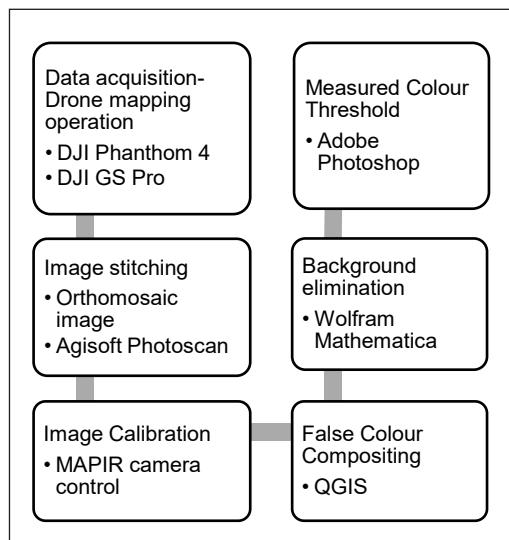 Data acquisition-
Drone mapping
operation
• DJI Phanthom 4
• DJI GS Pro
Image stitching
• Orthomosaic
image
• Agisoft Photoscan
Image Calibration
• MAPIR camera
control
False Colour
Compositing
• QGIS
Background
elimination
• Wolfram
Mathematica
Measured Colour
Threshold
• Adobe
Photoshop